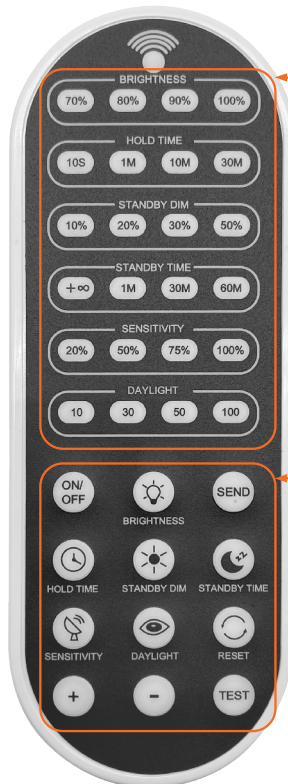 BRIGHTNESS
70% 80% 90% 100%
HOLD TIME
10S 1M 10M 30M
STANDBY DIM
10% 20% 30% 50%
STANDBY TIME
+∞ 1M 30M 60M
SENSITIVITY
20% 50% 75% 100%
DAYLIGHT
10 30 50 100
ON/
OFF
SEND
BRIGHTNESS
HOLD TIME STANDBY DIM STANDBY TIME
SENSITIVITY DAYLIGHT RESET
+ - TEST